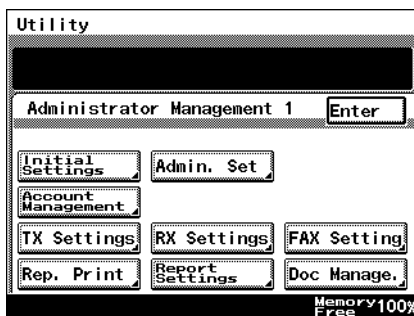 Utility
Administrator Management 1 Enter
Initial
Settings
Admin. Set
Account
Management
TX Settings RX Settings FAX Setting
Rep. Print
Report
Settings
Doc Manage.
Memory
Free 100%